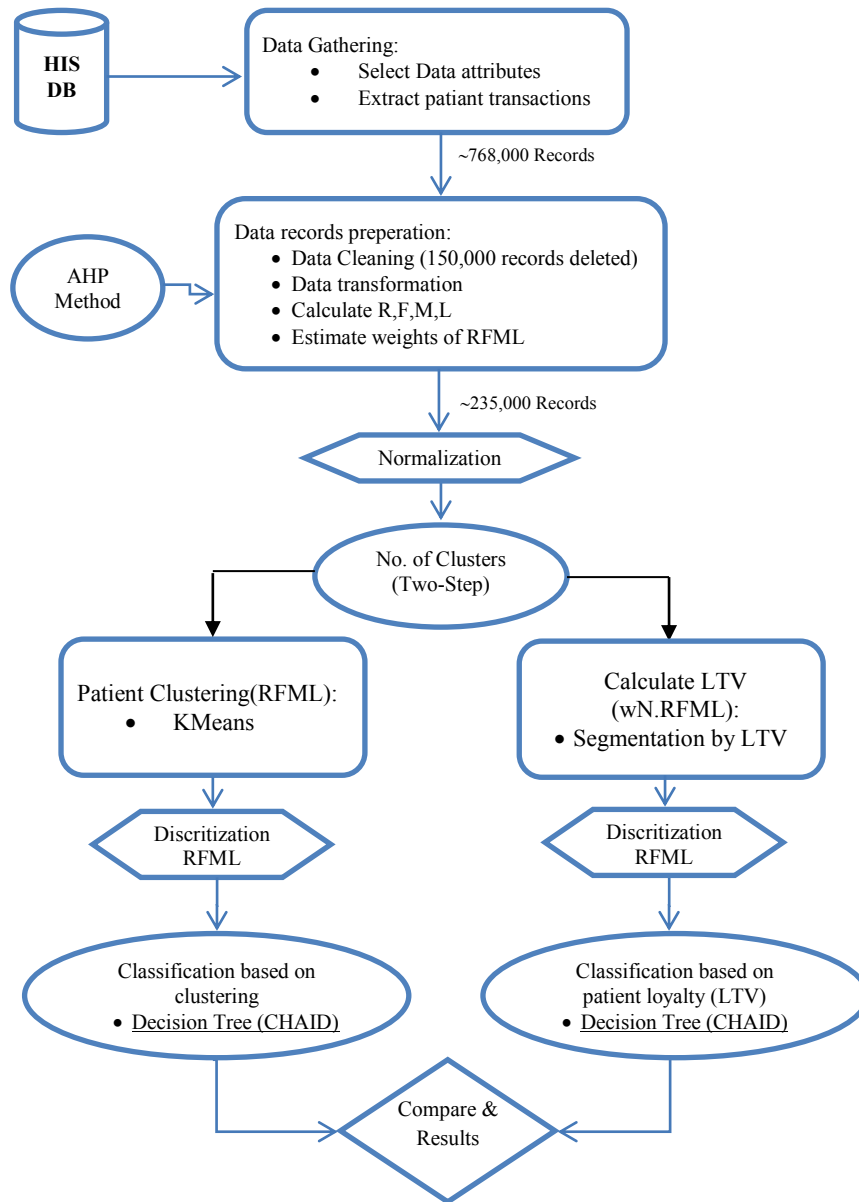 HIS
DB
Data Gathering:
• Select Data attributes
• Extract patiant transactions
~768,000 Records
Data records preperation:
• Data Cleaning (150,000 records deleted)
• Data transformation
• Calculate R,F,M,L
• Estimate weights of RFML
AHP
Method
~235,000 Records
Normalization
No. of Clusters
(Two-Step)
Patient Clustering(RFML):
• KMeans
Calculate LTV
(wN.RFML):
• Segmentation by LTV
Discritization
RFML
Discritization
RFML
Classification based on
clustering
• Decision Tree (CHAID)
Classification based on
patient loyalty (LTV)
• Decision Tree (CHAID)
Compare &
Results